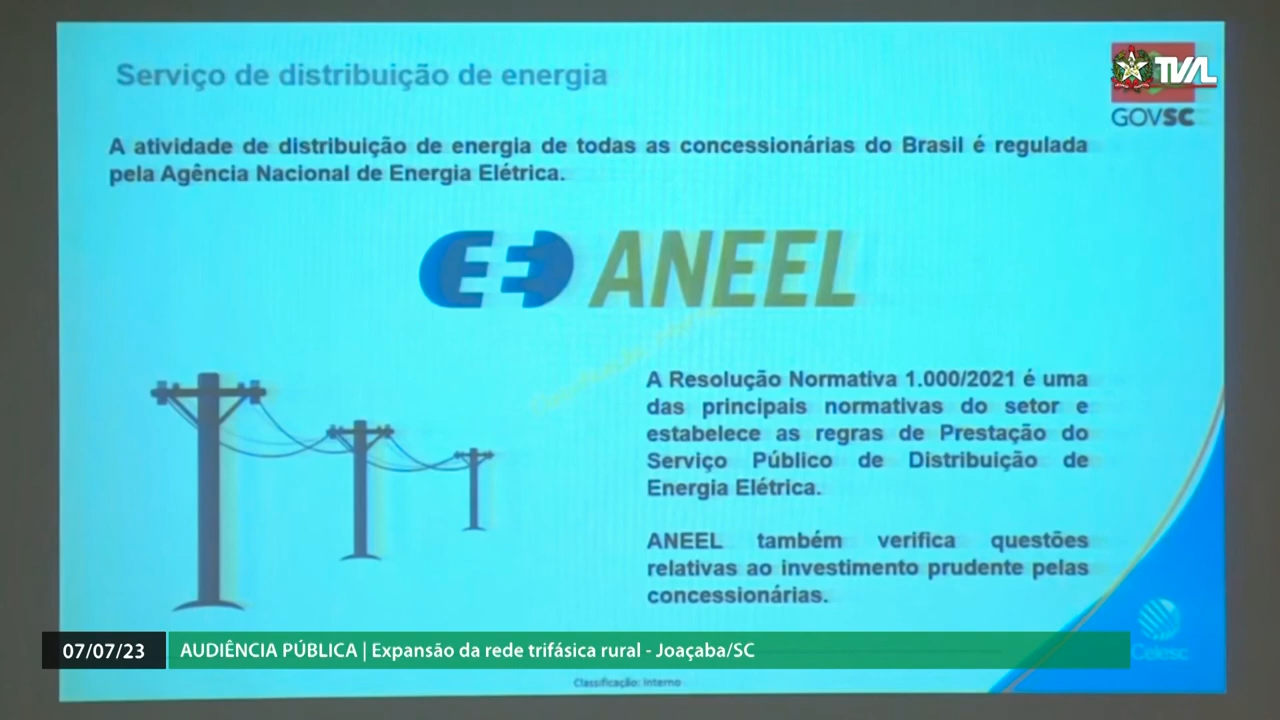 Serviço de distribuição de energia
TVAL
GOVSC
A atividade de distribuição de energia de todas as concessionárias do Brasil é regulada
pela Agência Nacional de Energia Elétrica.
ANEEL
A Resolução Normativa 1.000/2021 é uma
das principais normativas do setor e
estabelece as regras de Prestação do
Serviço Público de Distribuição de
Energia Elétrica.
ANEEL também verifica questões
relativas ao investimento prudente pelas
concessionárias.
07/07/23
AUDIÊNCIA PÚBLICA | Expansão da rede trifásica rural - Joaçaba/SC
Celesc
Classificação: Interno